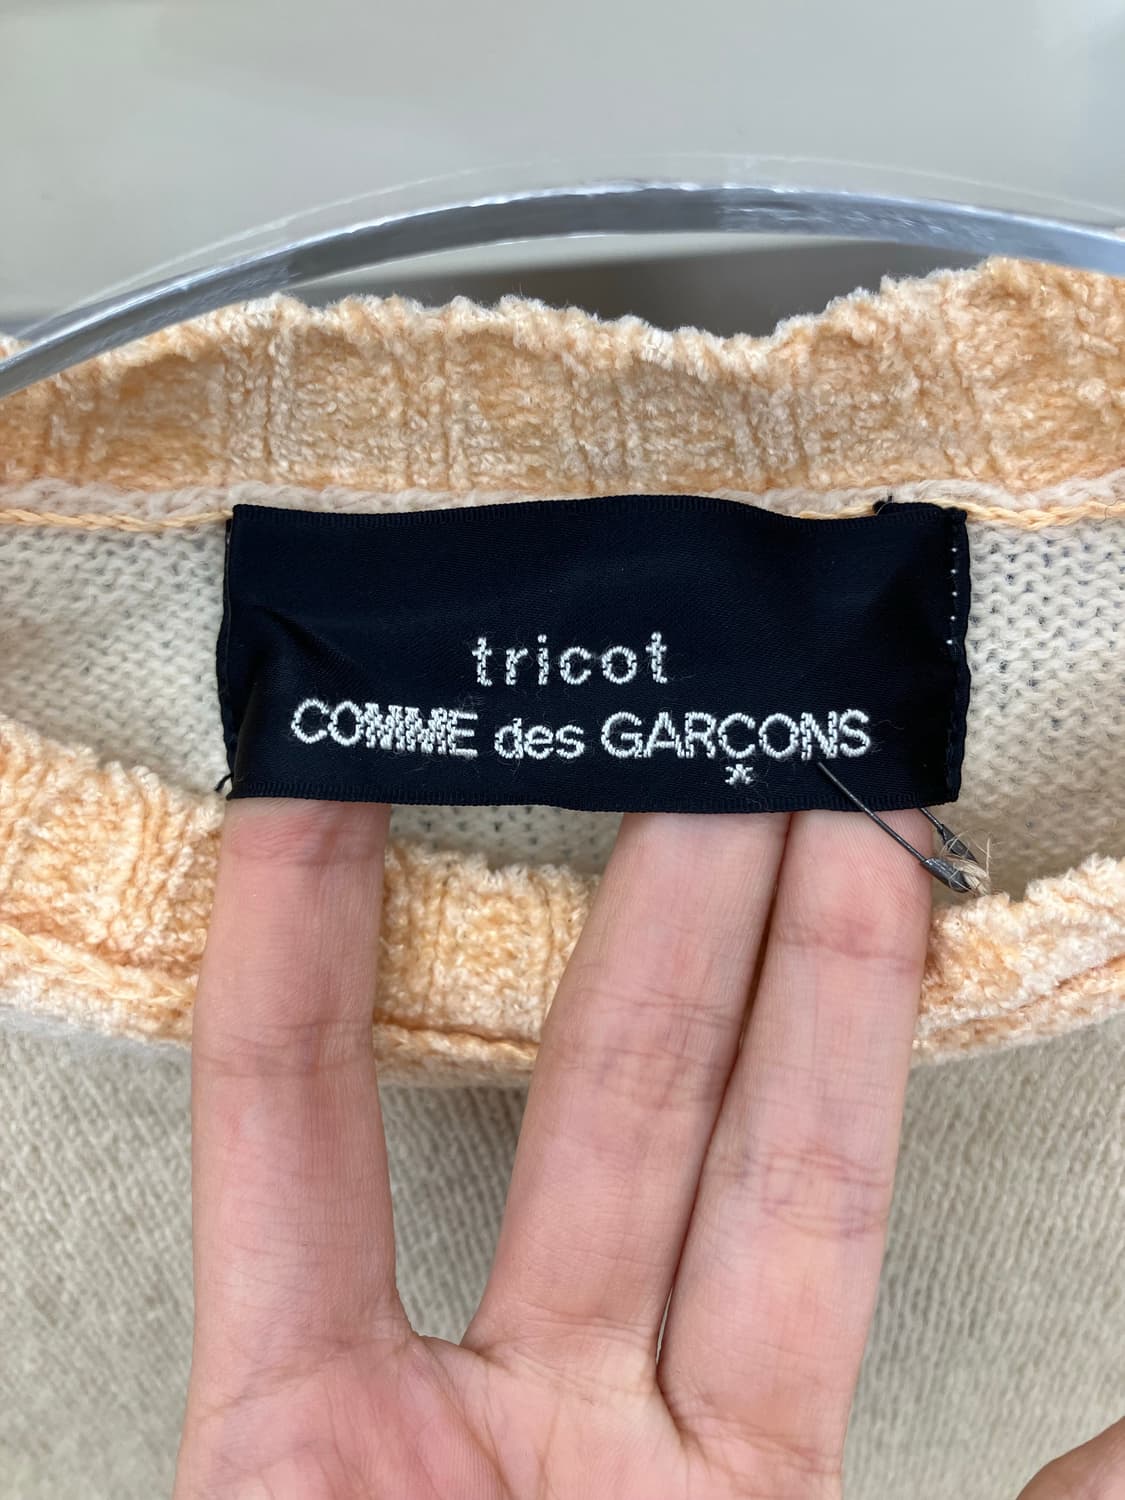 tricot
COMME des GARÇONS
*